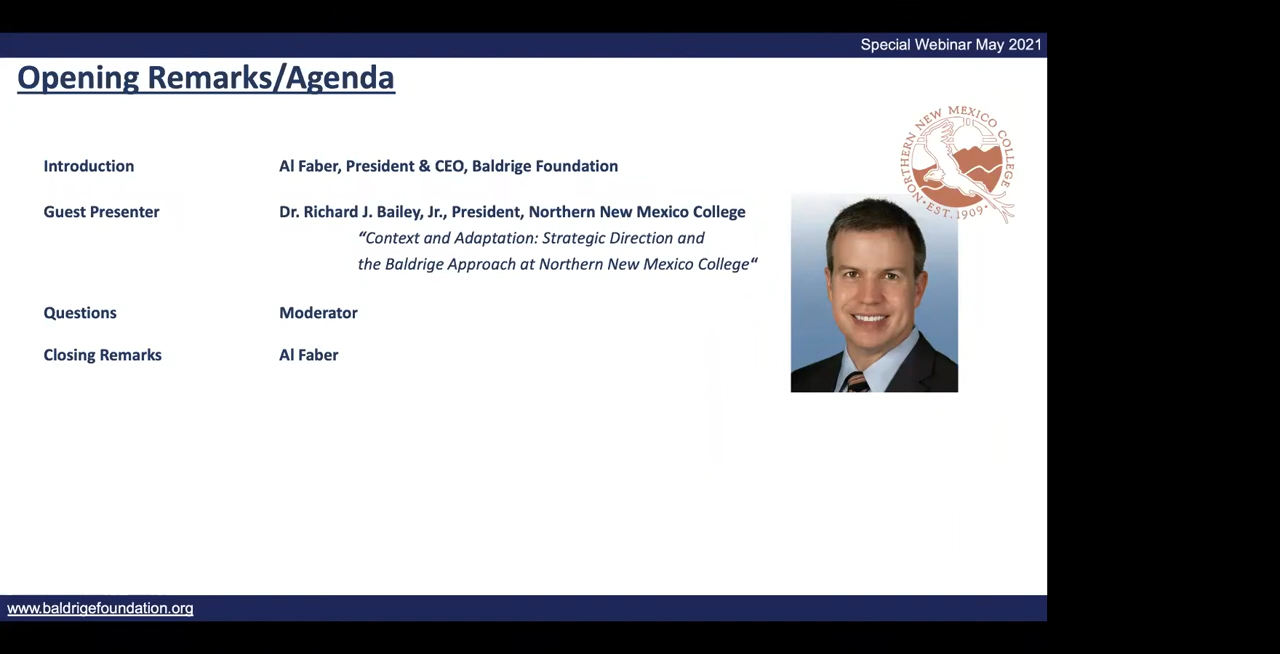 Special Webinar May 2021
Opening Remarks/Agenda
NORTHERN NEW MEXICO COLLEGE
• EST. 1909 •
Introduction Al Faber, President & CEO, Baldrige Foundation
Guest Presenter Dr. Richard J. Bailey, Jr., President, Northern New Mexico College
“Context and Adaptation: Strategic Direction and
the Baldrige Approach at Northern New Mexico College“
Questions Moderator
Closing Remarks Al Faber
www.baldrigefoundation.org